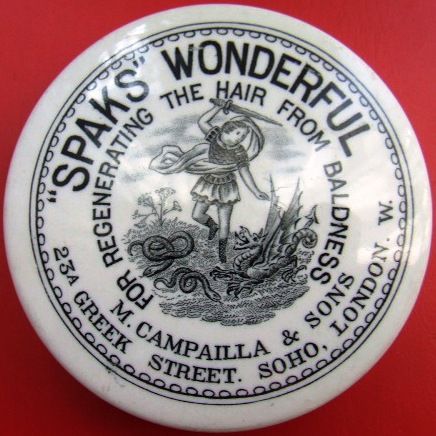 "SPAKS" WONDERFUL
FOR REGENERATING THE HAIR FROM BALDNESS
M. CAMPAILLA & SONS
23A GREEK STREET. SOHO, LONDON. W.